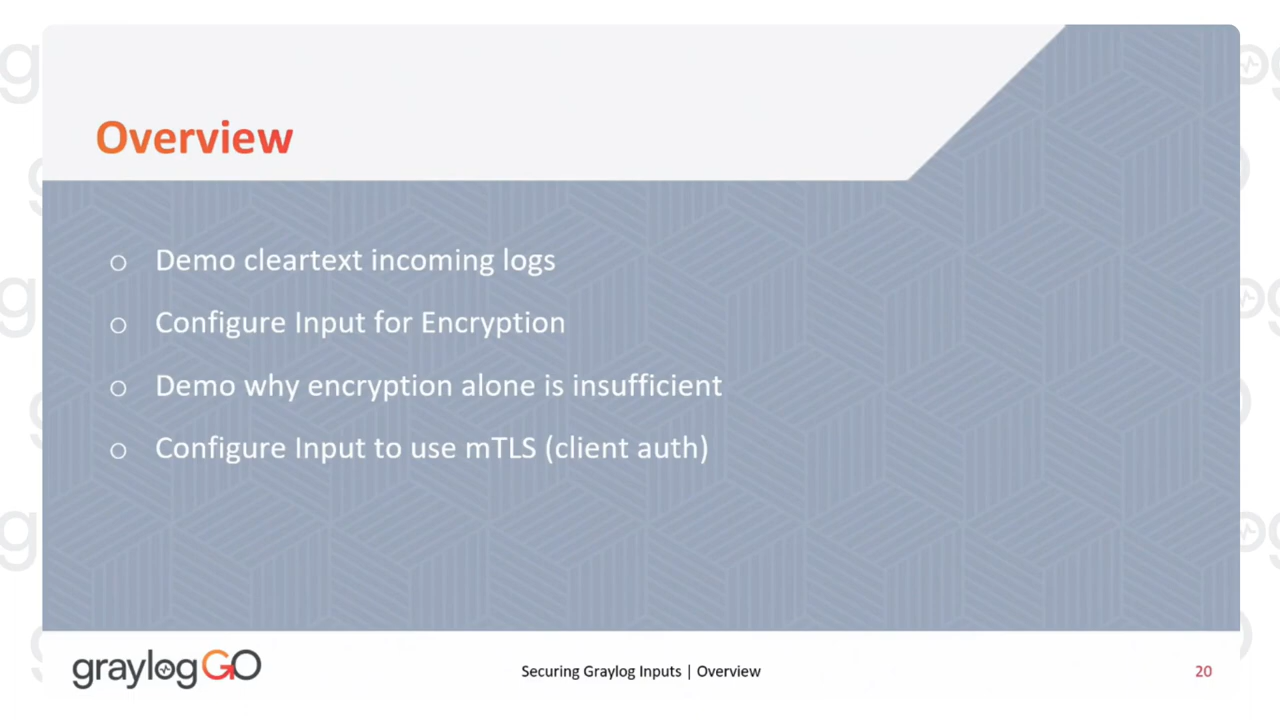 Overview
Demo cleartext incoming logs
Configure Input for Encryption
Demo why encryption alone is insufficient
Configure Input to use mTLS (client auth)
graylogGO
Securing Graylog Inputs | Overview
20